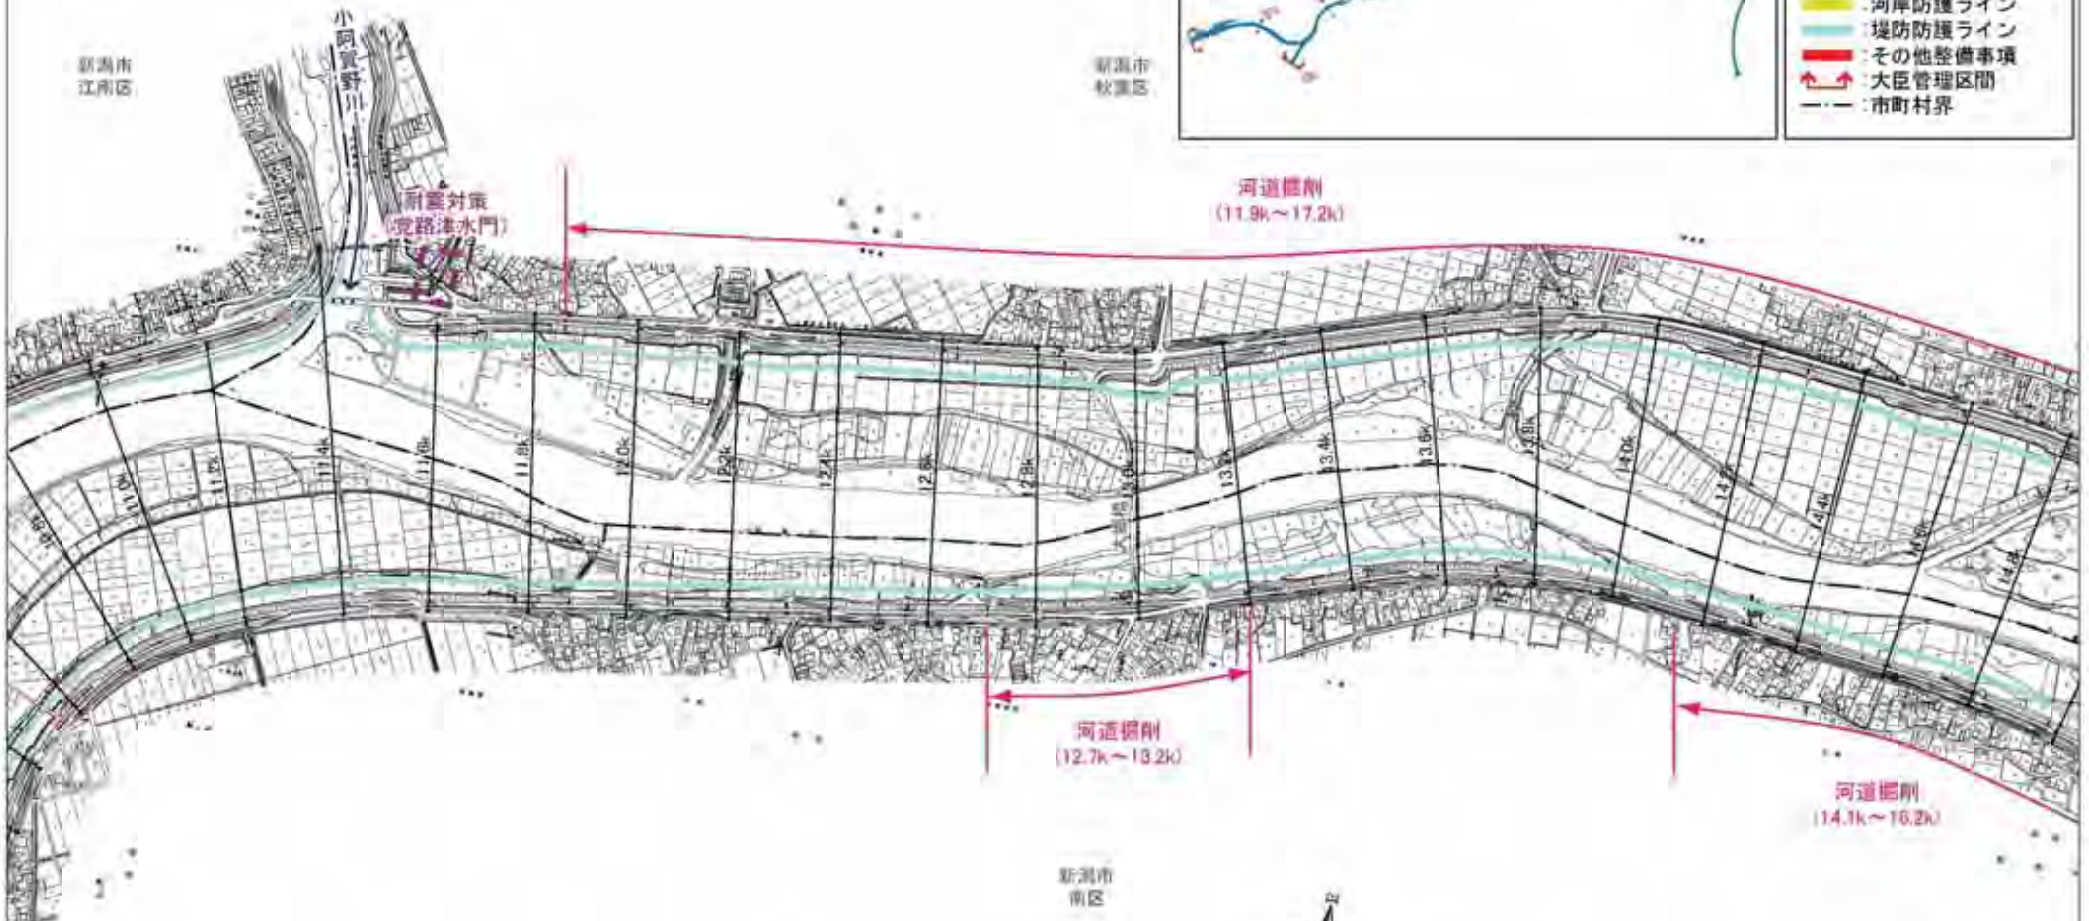 河岸防護ライン
堤防防護ライン
その他整備事項
大臣管理区間
市町村界
小阿賀野川
新潟市
江南区
新潟市
秋葉区
耐震対策
(覚路津水門)
河道掘削
(11.9k～17.2k)
11.0k
11.2k
11.4k
11.6k
11.8k
12.0k
12.2k
12.4k
12.6k
12.8k
13.4k
13.6k
13.8k
14.0k
14.4k
14.6k
14.8k
河道掘削
(12.7k～13.2k)
河道掘削
(14.1k～16.2k)
新潟市
南区